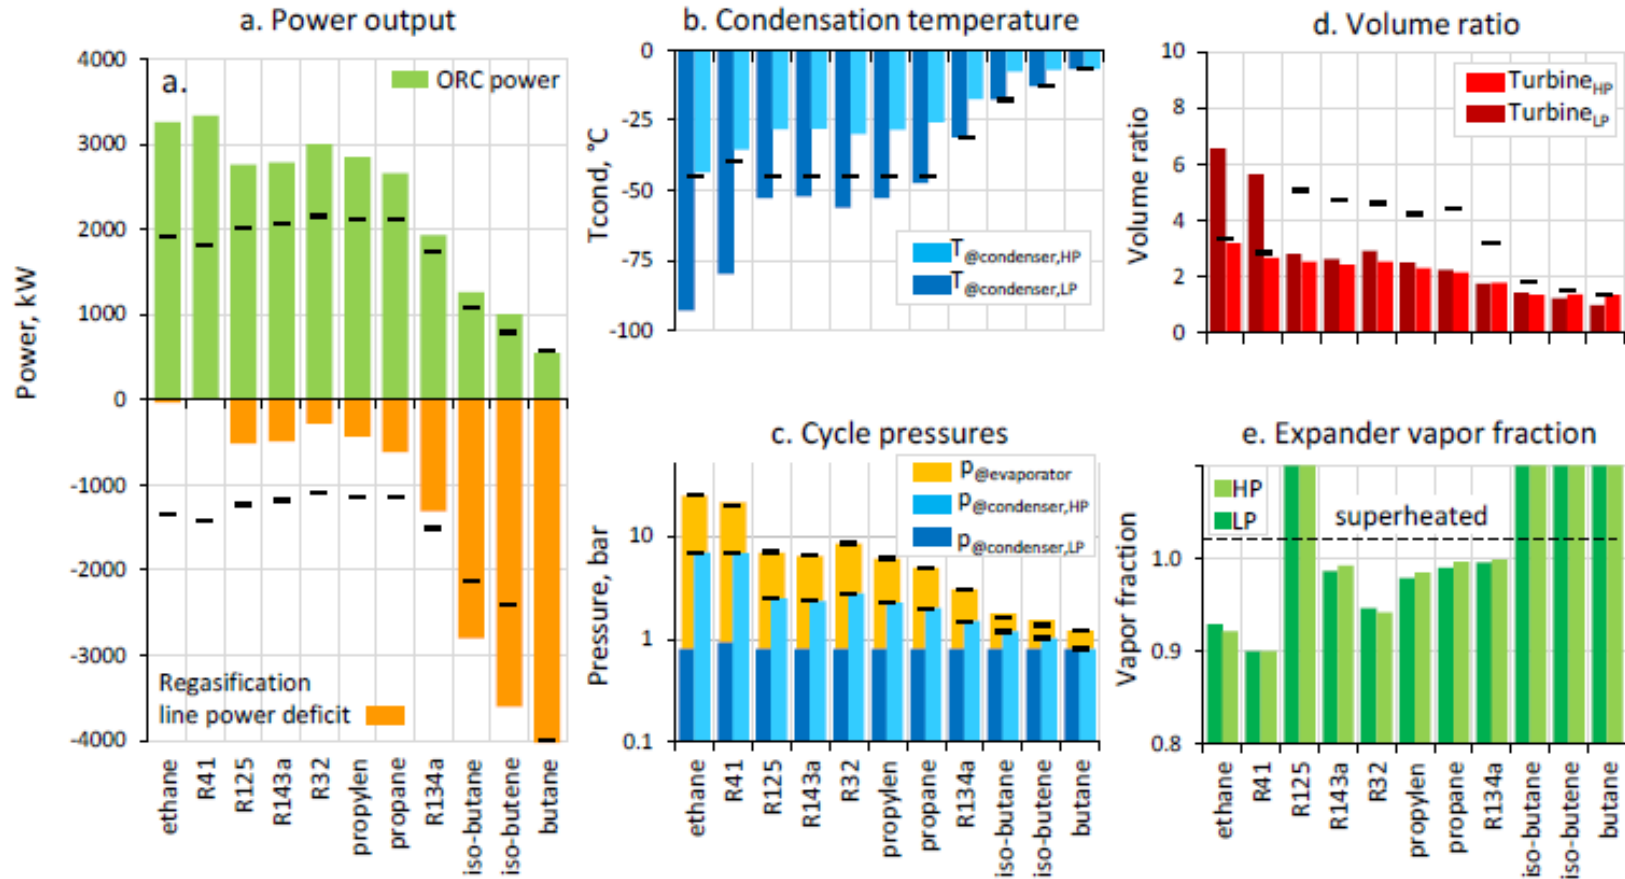 a. Power output
4000
3000
2000
1000
0
-1000
-2000
-3000
-4000
Power, kW
a.
ORC power
Regasification
line power deficit
ethane
R41
R125
R143a
R32
propylen
propane
R134a
iso-butane
iso-butene
butane
b. Condensation temperature
0
-25
-50
-75
-100
Tcond, °C
T@condenser,HP
T@condenser,LP
c. Cycle pressures
10
1
0.1
Pressure, bar
p@evaporator
p@condenser,HP
p@condenser,LP
ethane
R41
R125
R143a
R32
propylen
propane
R134a
iso-butane
iso-butene
butane
d. Volume ratio
10
8
6
4
2
0
Volume ratio
TurbineHP
TurbineLP
e. Expander vapor fraction
1.0
0.9
0.8
Vapor fraction
HP
LP
superheated
ethane
R41
R125
R143a
R32
propylen
propane
R134a
iso-butane
iso-butene
butane